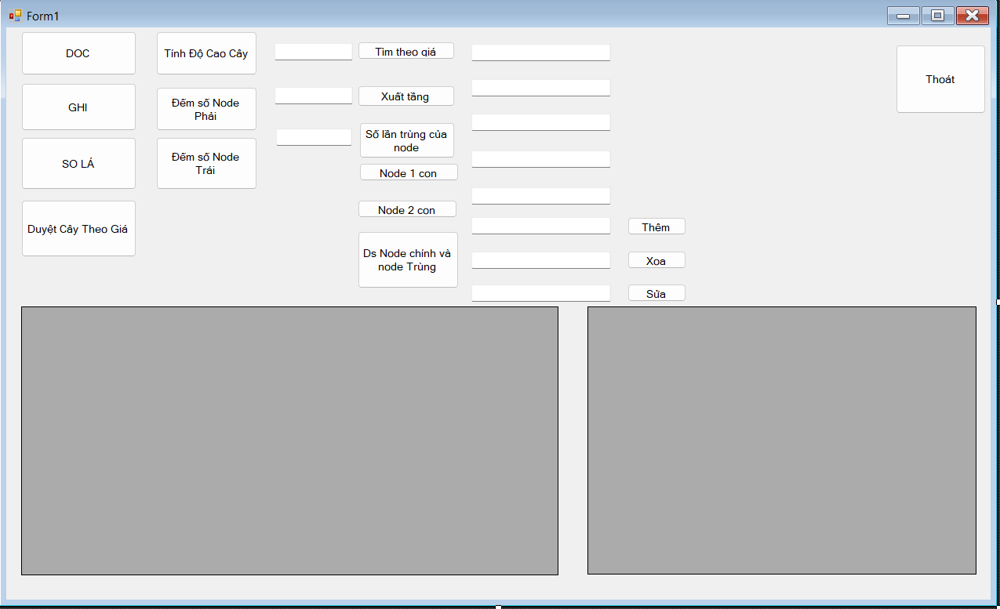 Form1
DOC
Tính Độ Cao Cây
Tìm theo giá
Thoát
GHI
Đếm số Node
Phải
Xuất tầng
SO LÁ
Đếm số Node
Trái
Số lần trùng của
node
Node 1 con
Node 2 con
Duyệt Cây Theo Giá
Thêm
Ds Node chính và
node Trùng
Xoa
Sửa